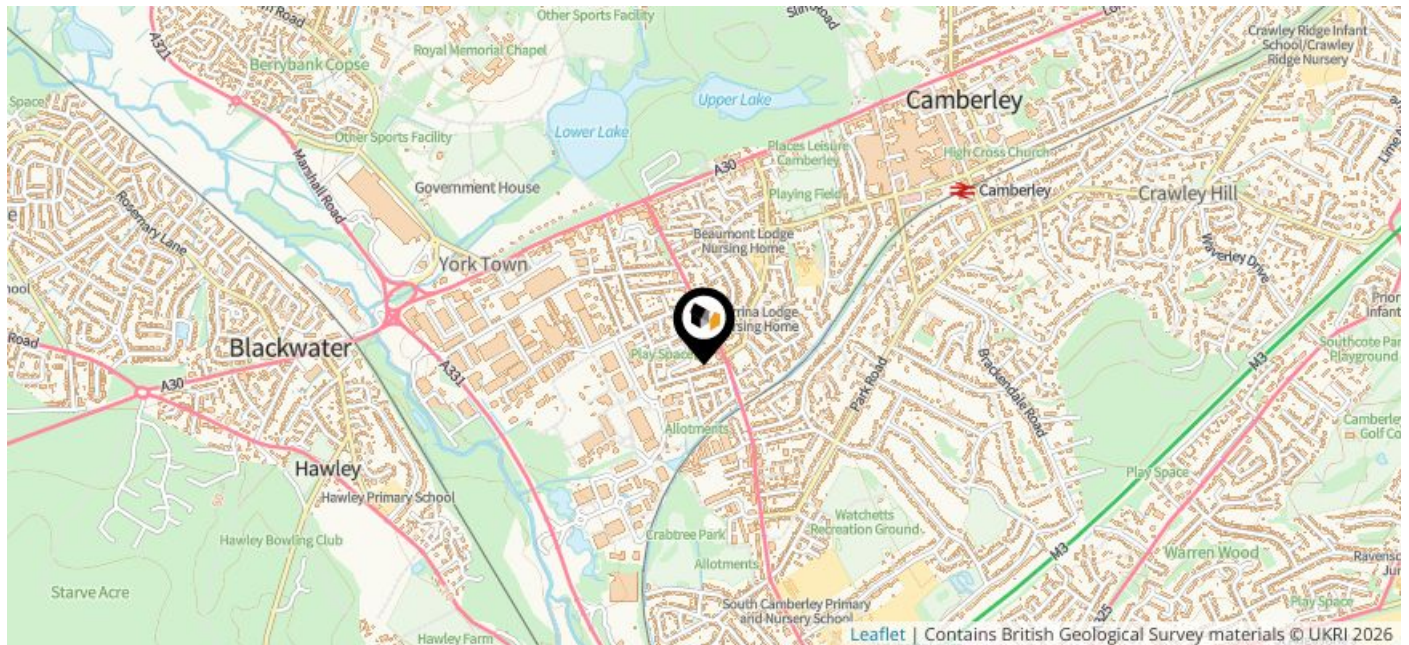 Other Sports Facility
A321
Royal Memorial Chapel
Berrybank Copse
Crawley Ridge Infant
School/Crawley
Ridge Nursery
Space
Upper Lake
Camberley
Lower Lake
Other Sports Facility
Places Leisure
Camberley
High Cross Church
A30
Marshall Road
Government House
Playing Field
Camberley
Crawley Hill
Rosemary Lane
Beaumont Lodge
Nursing Home
Waverley Drive
York Town
Lodge
Nursing Home
Blackwater
Play Space
Road
A30
A331
Park Road
Brackendale Road
M3
Southcote Park
Playground
Allotments
Hawley
Hawley Primary School
Play Space
Hawley Bowling Club
Crabtree Park
Watchetts
Recreation Ground
M3
Warren Wood
Allotments
Starve Acre
South Camberley Primary
and Nursery School
Play Space
Hawley Farm
Leaflet | Contains British Geological Survey materials © UKRI 2026